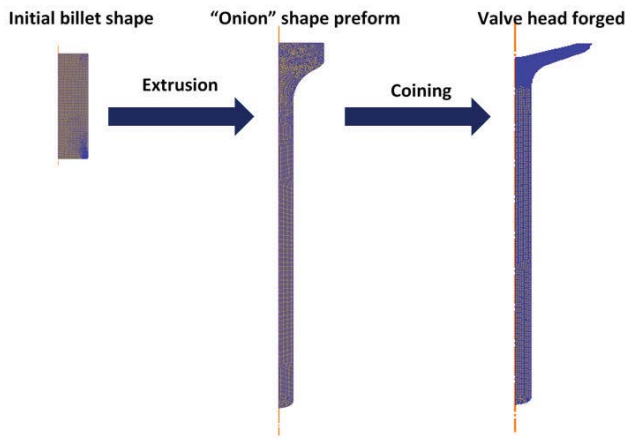 Initial billet shape
“Onion” shape preform
Valve head forged
Extrusion
Coining